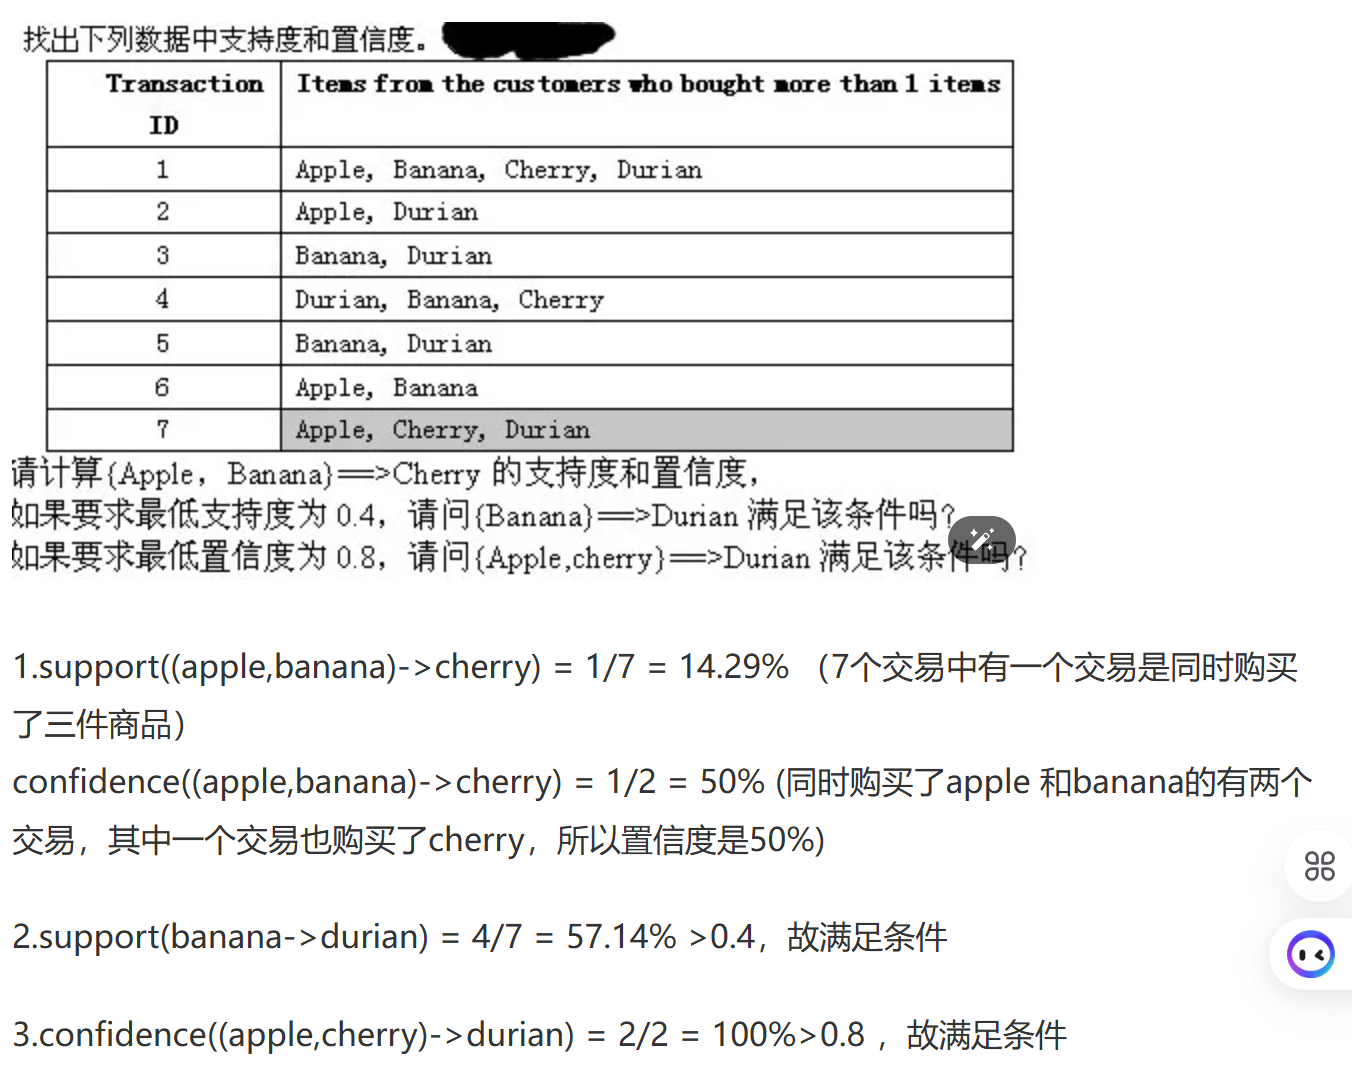 找出下列数据中支持度和置信度。
Transaction ID	Items from the customers who bought more than 1 items
1	Apple, Banana, Cherry, Durian
2	Apple, Durian
3	Banana, Durian
4	Durian, Banana, Cherry
5	Banana, Durian
6	Apple, Banana
7	Apple, Cherry, Durian
请计算{Apple，Banana}==>Cherry 的支持度和置信度，
如果要求最低支持度为 0.4，请问{Banana}==>Durian 满足该条件吗？
如果要求最低置信度为 0.8，请问{Apple,cherry}==>Durian 满足该条件吗？
1.support((apple,banana)->cherry) = 1/7 = 14.29% （7个交易中有一个交易是同时购买
了三件商品）
confidence((apple,banana)->cherry) = 1/2 = 50% (同时购买了apple 和banana的有两个
交易，其中一个交易也购买了cherry，所以置信度是50%)
2.support(banana->durian) = 4/7 = 57.14% >0.4，故满足条件
3.confidence((apple,cherry)->durian) = 2/2 = 100%>0.8 ，故满足条件